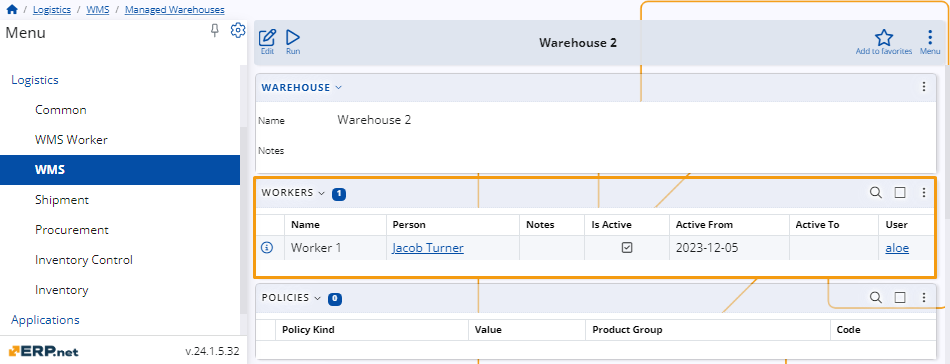 / Logistics / WMS / Managed Warehouses
Menu
Logistics
Common
WMS Worker
WMS
Shipment
Procurement
Inventory Control
Inventory
Applications
ERP.net v.24.1.5.32
Edit Run Warehouse 2 Add to favorites Menu
WAREHOUSE
Name Warehouse 2
Notes
WORKERS 1
Name Person Notes Is Active Active From Active To User
Worker 1 Jacob Turner 2023-12-05 aloe
POLICIES 0
Policy Kind Value Product Group Code